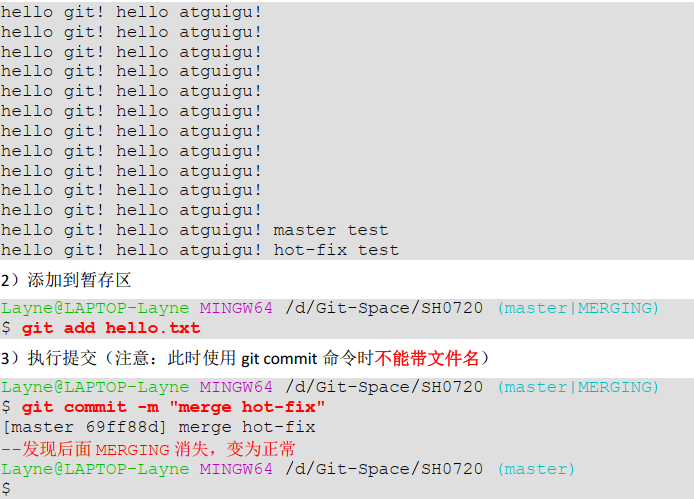 hello git! hello atguigu!
hello git! hello atguigu!
hello git! hello atguigu!
hello git! hello atguigu!
hello git! hello atguigu!
hello git! hello atguigu!
hello git! hello atguigu!
hello git! hello atguigu!
hello git! hello atguigu!
hello git! hello atguigu!
hello git! hello atguigu!
hello git! hello atguigu! master test
hello git! hello atguigu! hot-fix test
2）添加到暂存区
Layne@LAPTOP-Layne MINGW64 /d/Git-Space/SH0720 (master|MERGING)
$ git add hello.txt
3）执行提交（注意：此时使用 git commit 命令时不能带文件名）
Layne@LAPTOP-Layne MINGW64 /d/Git-Space/SH0720 (master|MERGING)
$ git commit -m "merge hot-fix"
[master 69ff88d] merge hot-fix
--发现后面 MERGING 消失，变为正常
Layne@LAPTOP-Layne MINGW64 /d/Git-Space/SH0720 (master)
$